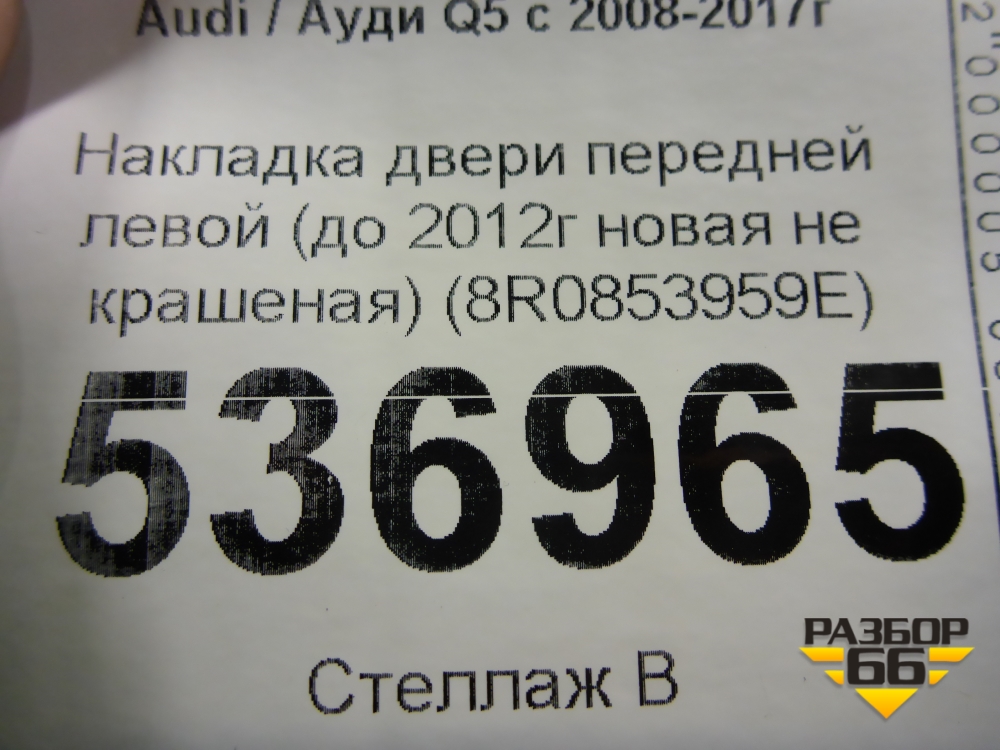 Audi / Ауди Q5 с 2008-2017г
Накладка двери передней
левой (до 2012г новая не
крашеная) (8R0853959E)
536965
Стеллаж В
РАЗБОР
66